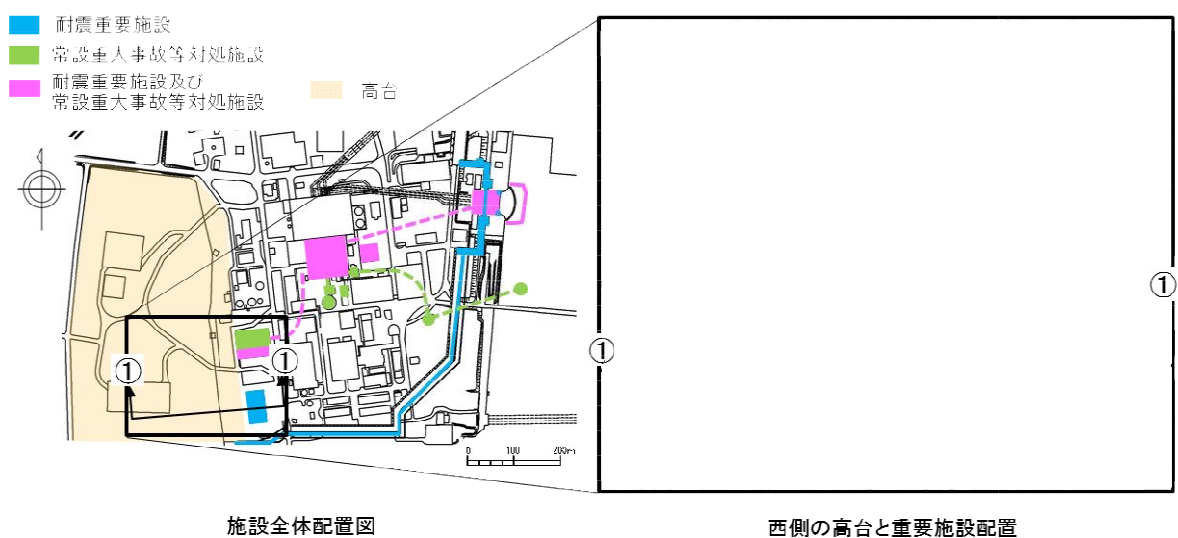 耐震重要施設
常設重大事故等対処施設
耐震重要施設及び
常設重大事故等対処施設
高台
①
①
0 100 200m
施設全体配置図
①
①
西側の高台と重要施設配置